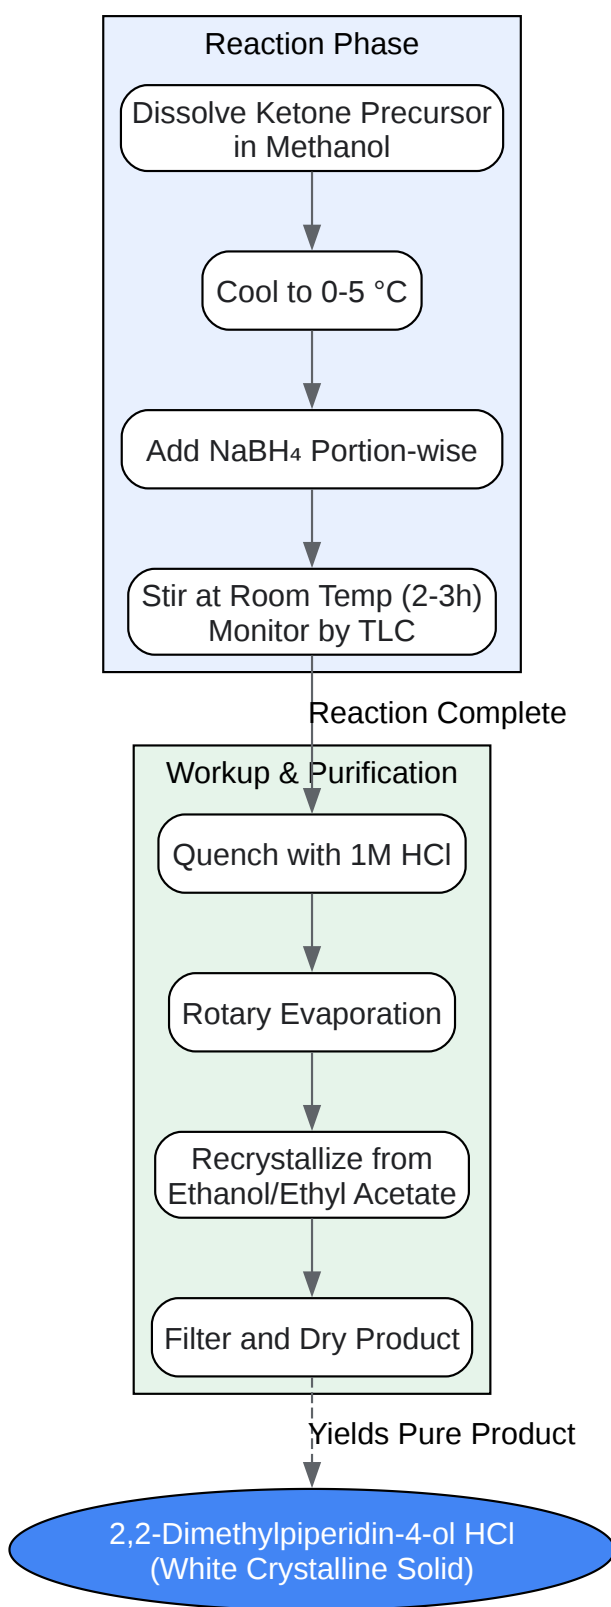 Reaction Phase
Dissolve Ketone Precursor
in Methanol
Cool to 0-5 °C
Add NaBH₄ Portion-wise
Stir at Room Temp (2-3h)
Monitor by TLC
Reaction Complete
Workup & Purification
Quench with 1M HCl
Rotary Evaporation
Recrystallize from
Ethanol/Ethyl Acetate
Filter and Dry Product
Yields Pure Product
2,2-Dimethylpiperidin-4-ol HCl
(White Crystalline Solid)